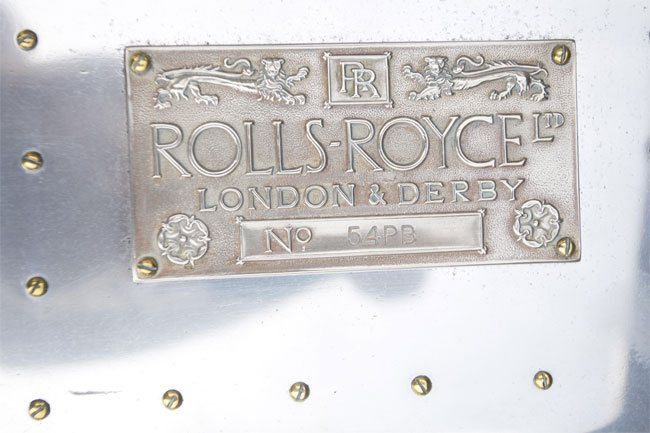 RR
ROLLS-ROYCE LTD
LONDON & DERBY
No. 54PB